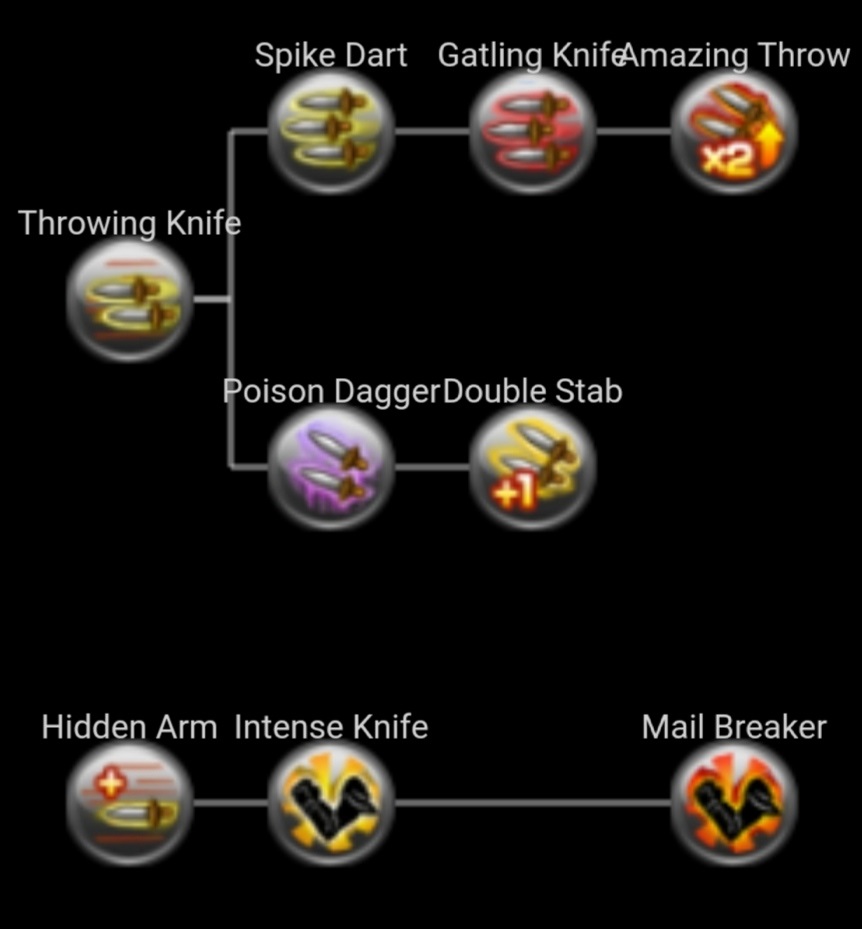 Spike Dart
Gatling Knife
Amazing Throw
x2
Throwing Knife
Poison Dagger
Double Stab
+1
Hidden Arm
Intense Knife
Mail Breaker